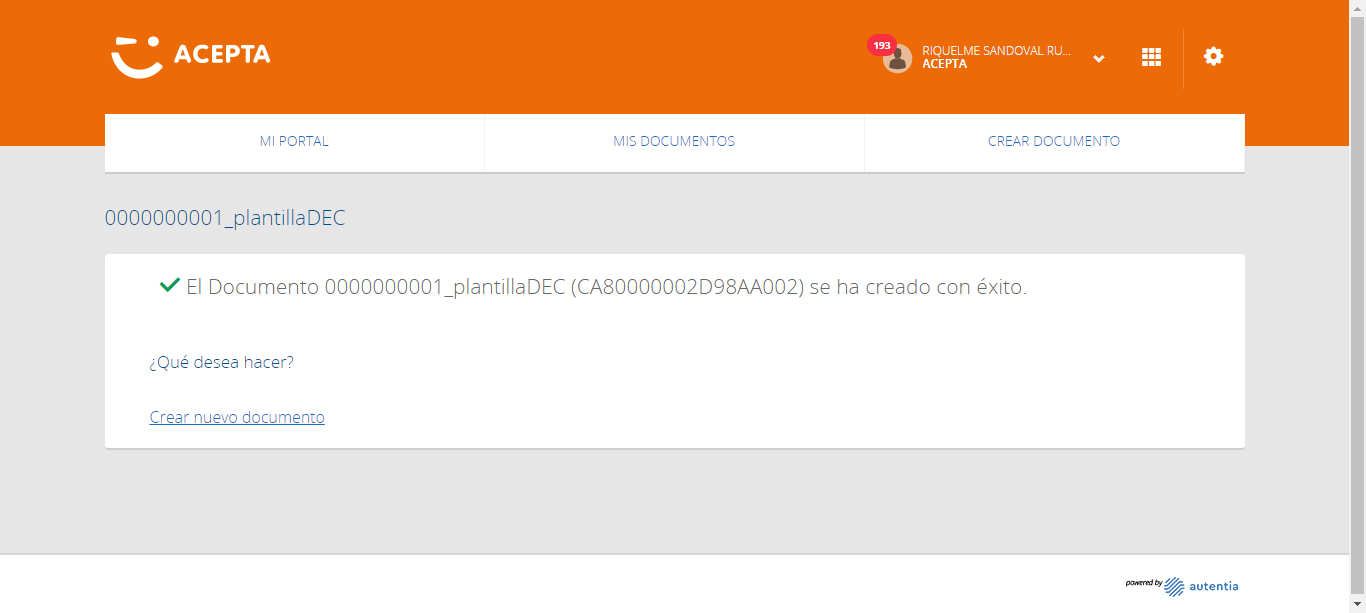 ACEPTA
193
RIQUELME SANDOVAL RU...
ACEPTA
MI PORTAL
MIS DOCUMENTOS
CREAR DOCUMENTO
0000000001_plantillaDEC
El Documento 0000000001_plantillaDEC (CA80000002D98AA002) se ha creado con éxito.
¿Qué desea hacer?
Crear nuevo documento
powered by autentia